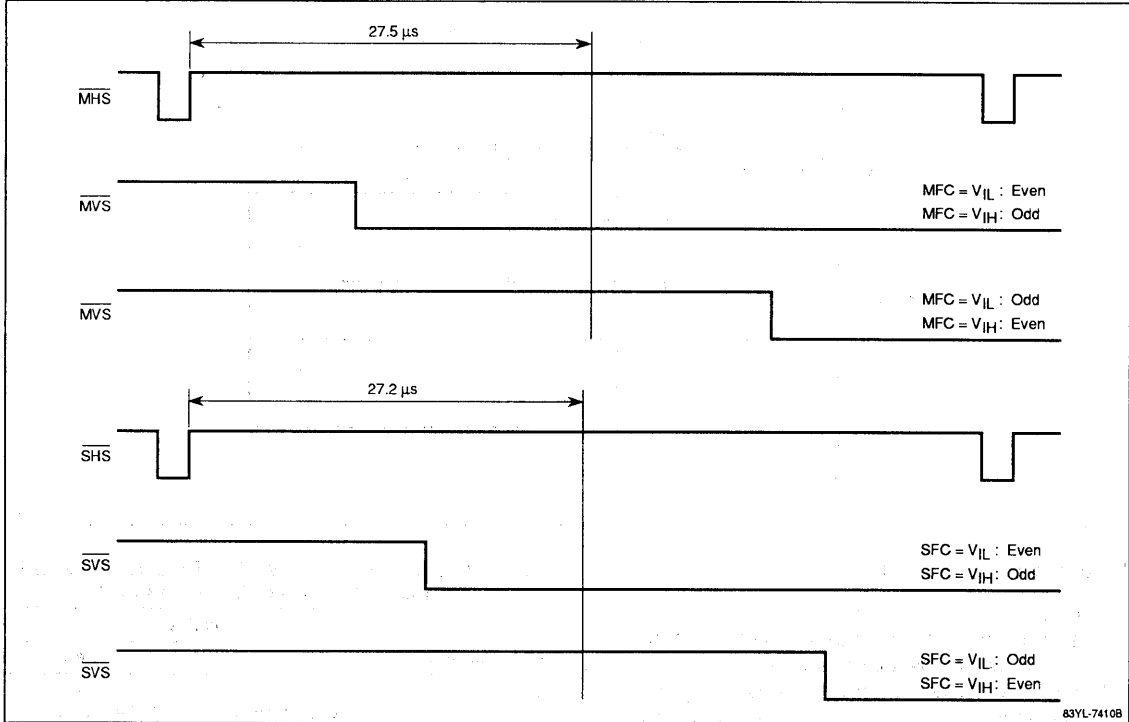 27.5 µs
MHS
MVS
MFC = VIL : Even
MFC = VIH : Odd
MVS
MFC = VIL : Odd
MFC = VIH : Even
27.2 µs
SHS
SVS
SFC = VIL : Even
SFC = VIH : Odd
SVS
SFC = VIL : Odd
SFC = VIH : Even
83YL-7410B